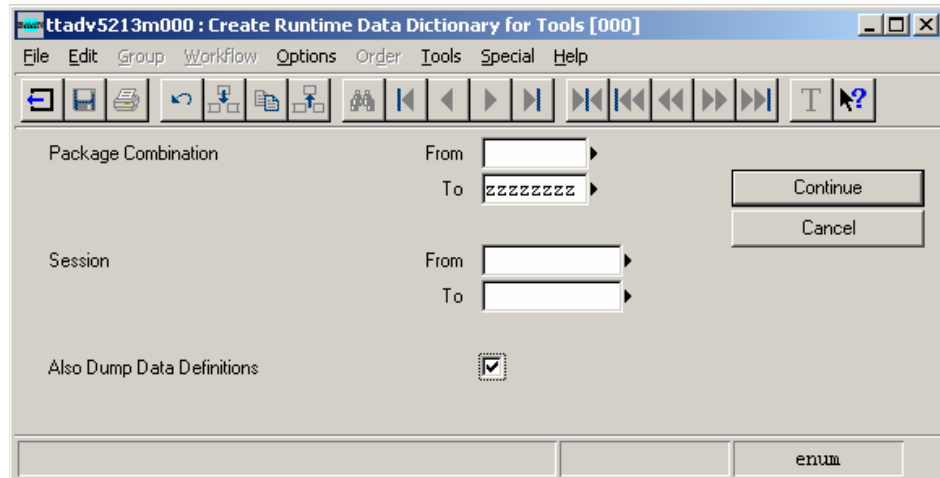 ttadv5213m000 : Create Runtime Data Dictionary for Tools [000]
File Edit Group Workflow Options Order Tools Special Help
T ?
Package Combination From
To zzzzzzzz
Continue
Cancel
Session From
To
Also Dump Data Definitions
enum